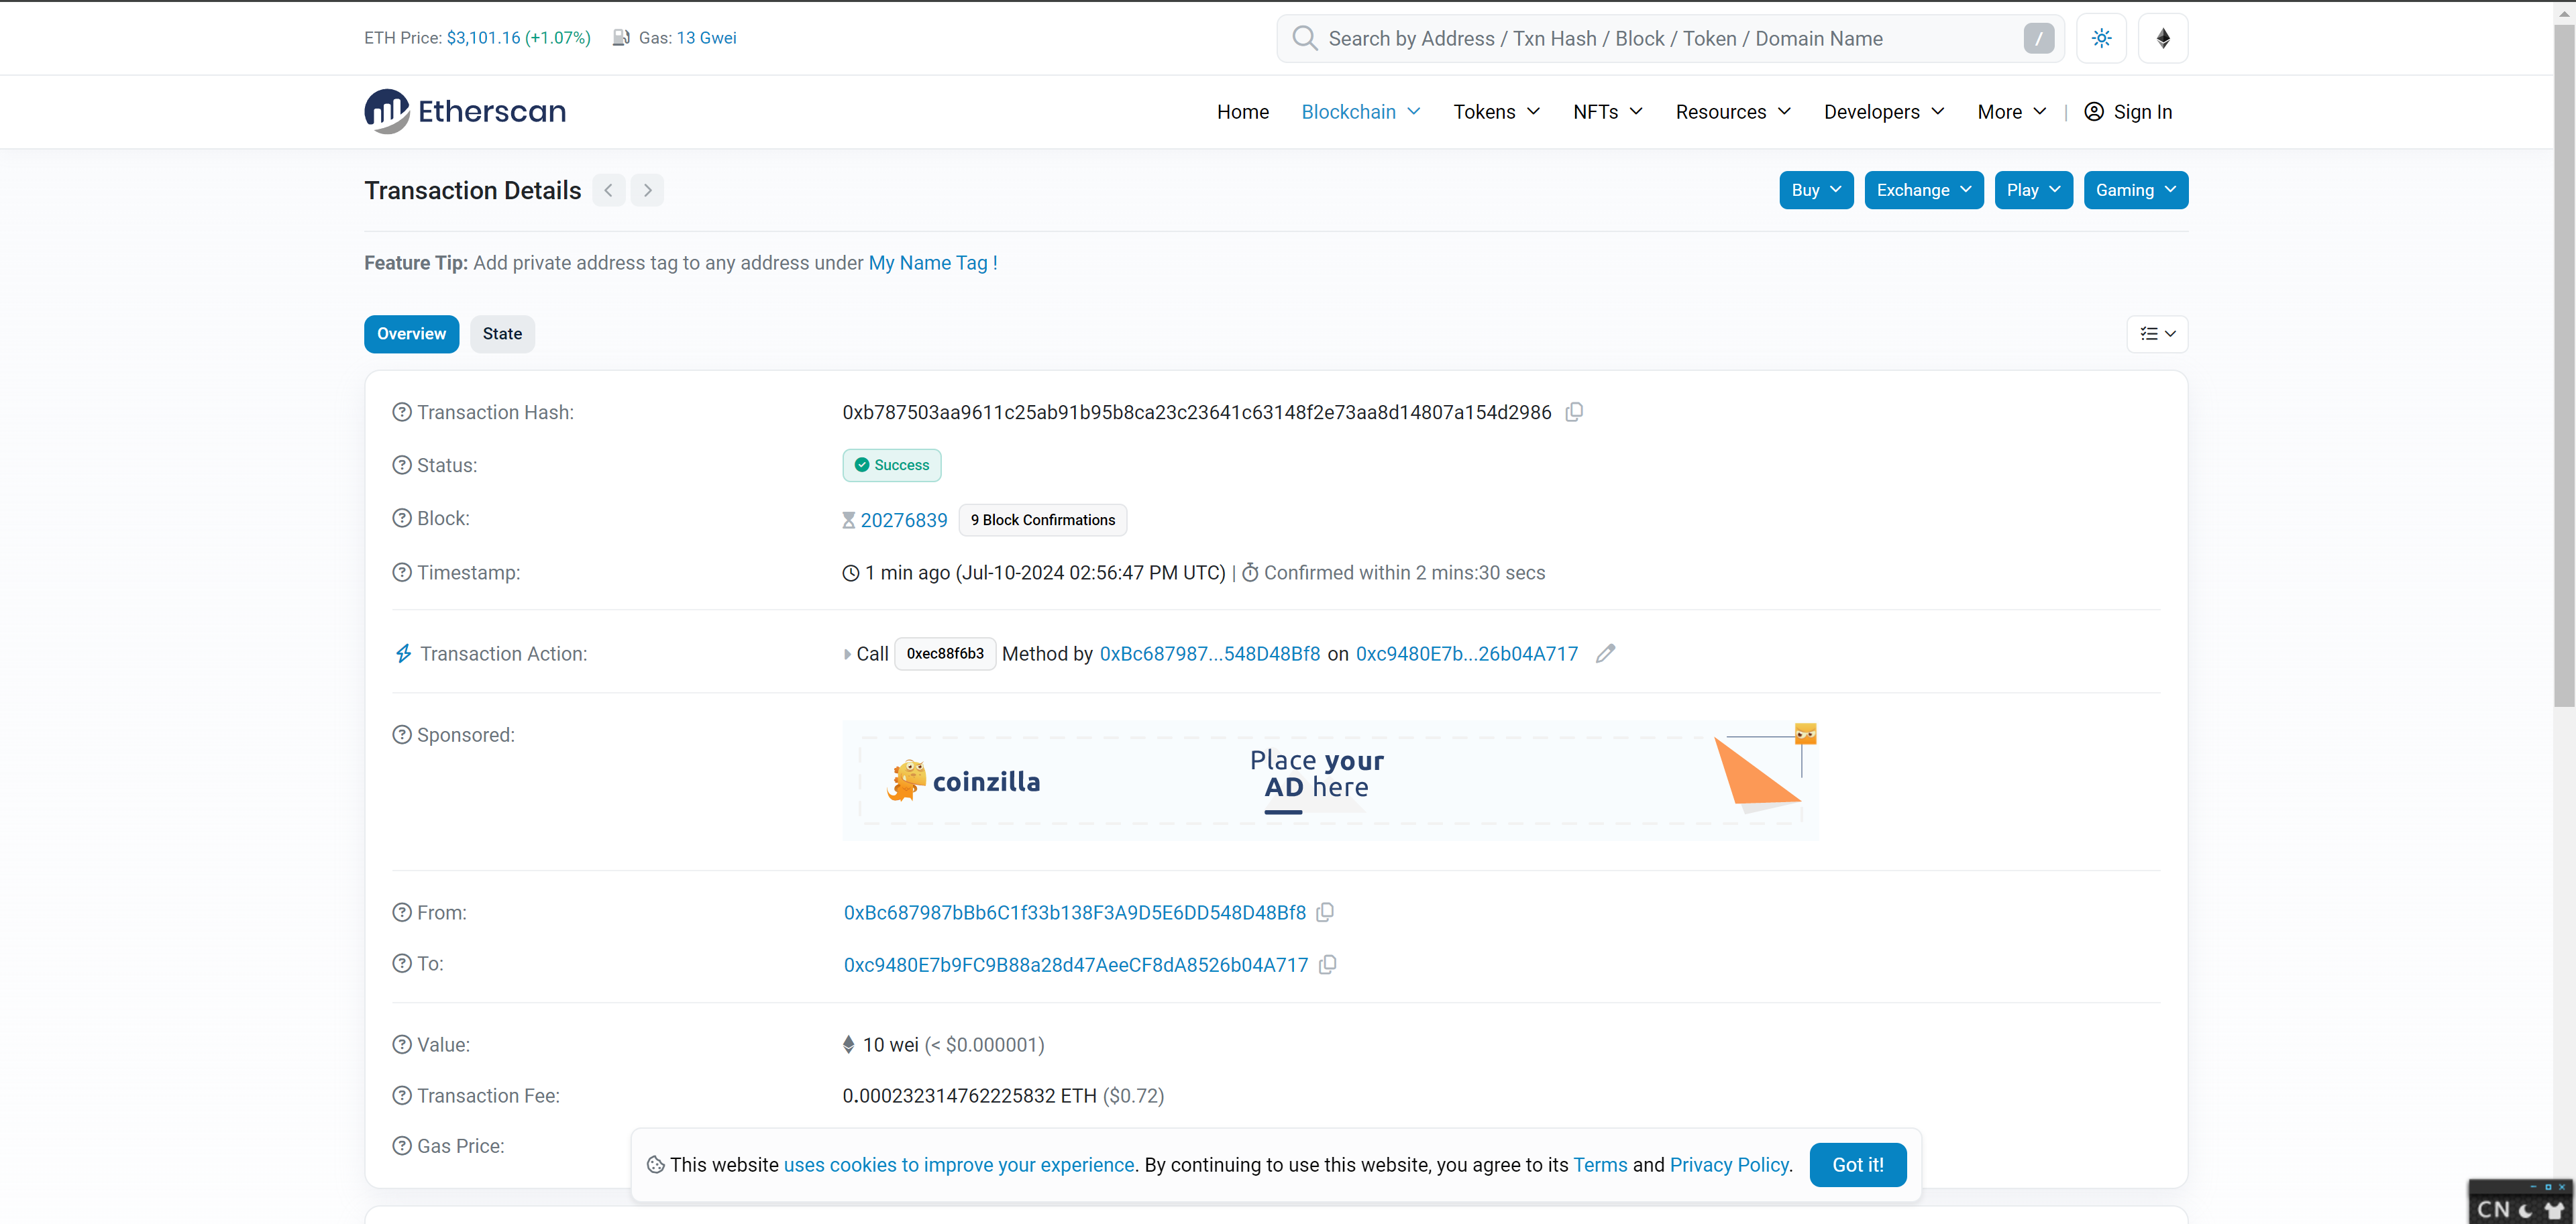 ETH Price: $3,101.16 (+1.07%) Gas: 13 Gwei
Search by Address / Txn Hash / Block / Token / Domain Name /
Etherscan
Home Blockchain Tokens NFTs Resources Developers More | Sign In
Transaction Details
Buy Exchange Play Gaming
Feature Tip: Add private address tag to any address under My Name Tag !
Overview State
Transaction Hash: 0xb787503aa9611c25ab91b95b8ca23c23641c63148f2e73aa8d14807a154d2986
Status: Success
Block: 20276839 9 Block Confirmations
Timestamp: 1 min ago (Jul-10-2024 02:56:47 PM UTC) | Confirmed within 2 mins:30 secs
Transaction Action: Call 0xec88f6b3 Method by 0xBc687987...548D48Bf8 on 0xc9480E7b...26b04A717
Sponsored:
coinzilla
Place your
AD here
From: 0xBc687987bBb6C1f33b138F3A9D5E6DD548D48Bf8
To: 0xc9480E7b9FC9B88a28d47AeeCF8dA8526b04A717
Value: 10 wei (< $0.000001)
Transaction Fee: 0.000232314762225832 ETH ($0.72)
Gas Price:
This website uses cookies to improve your experience. By continuing to use this website, you agree to its Terms and Privacy Policy. Got it!
CN